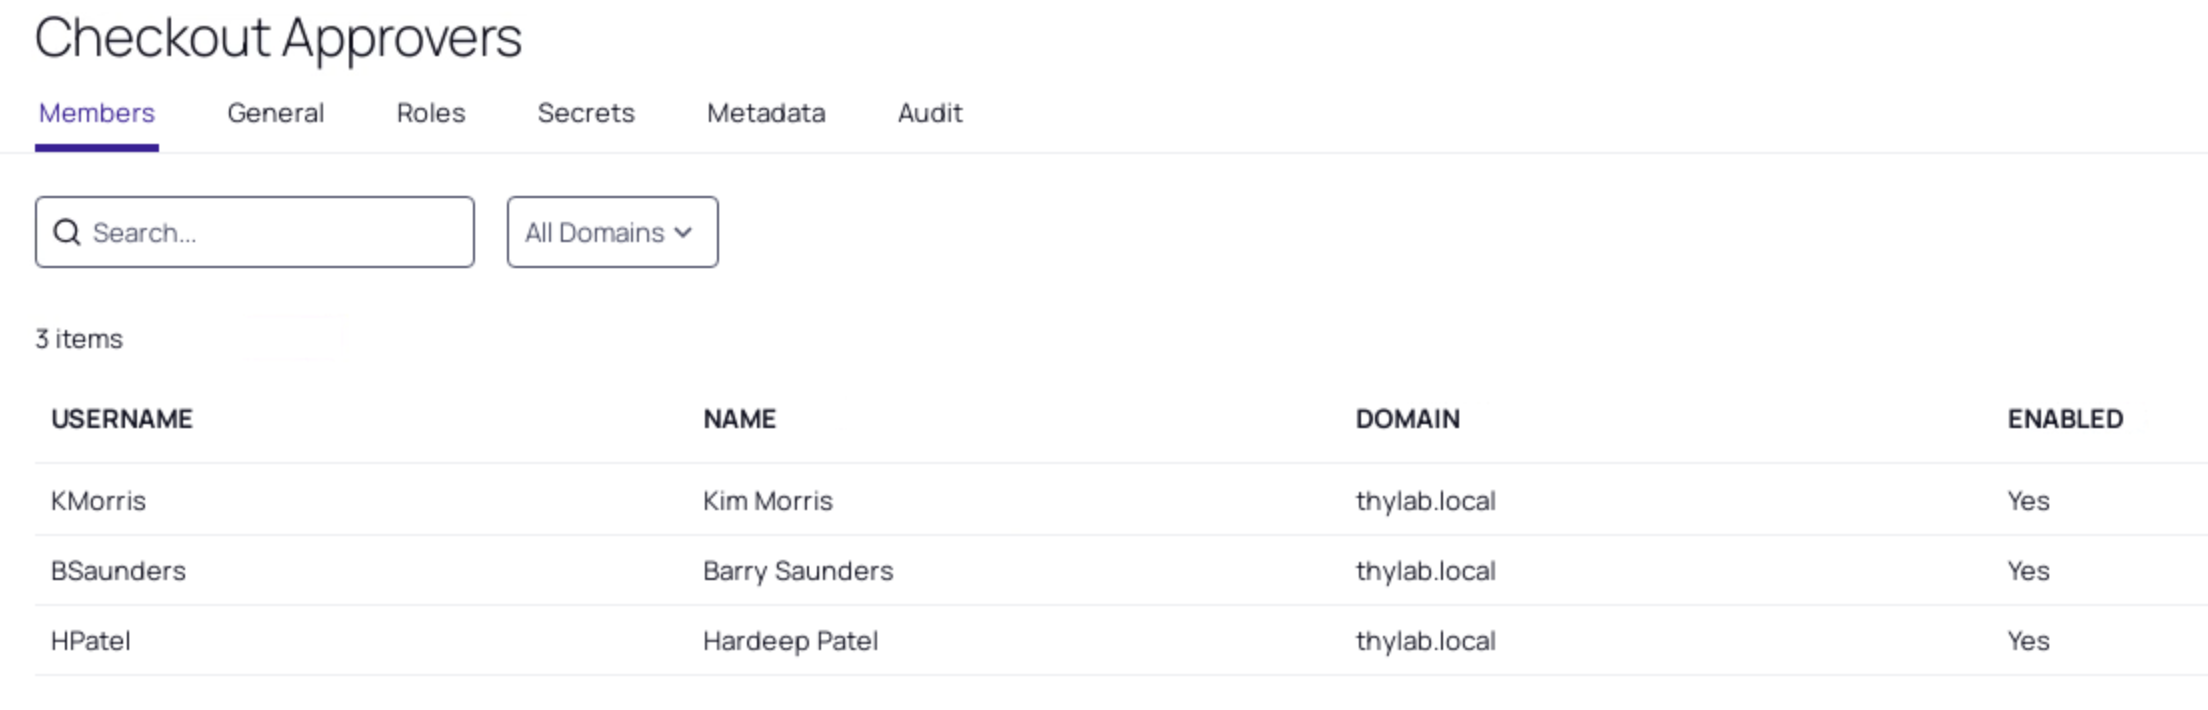 Checkout Approvers
Members General Roles Secrets Metadata Audit
Search... All Domains
3 items
USERNAME NAME DOMAIN ENABLED
KMorris Kim Morris thylab.local Yes
BSaunders Barry Saunders thylab.local Yes
HPatel Hardeep Patel thylab.local Yes